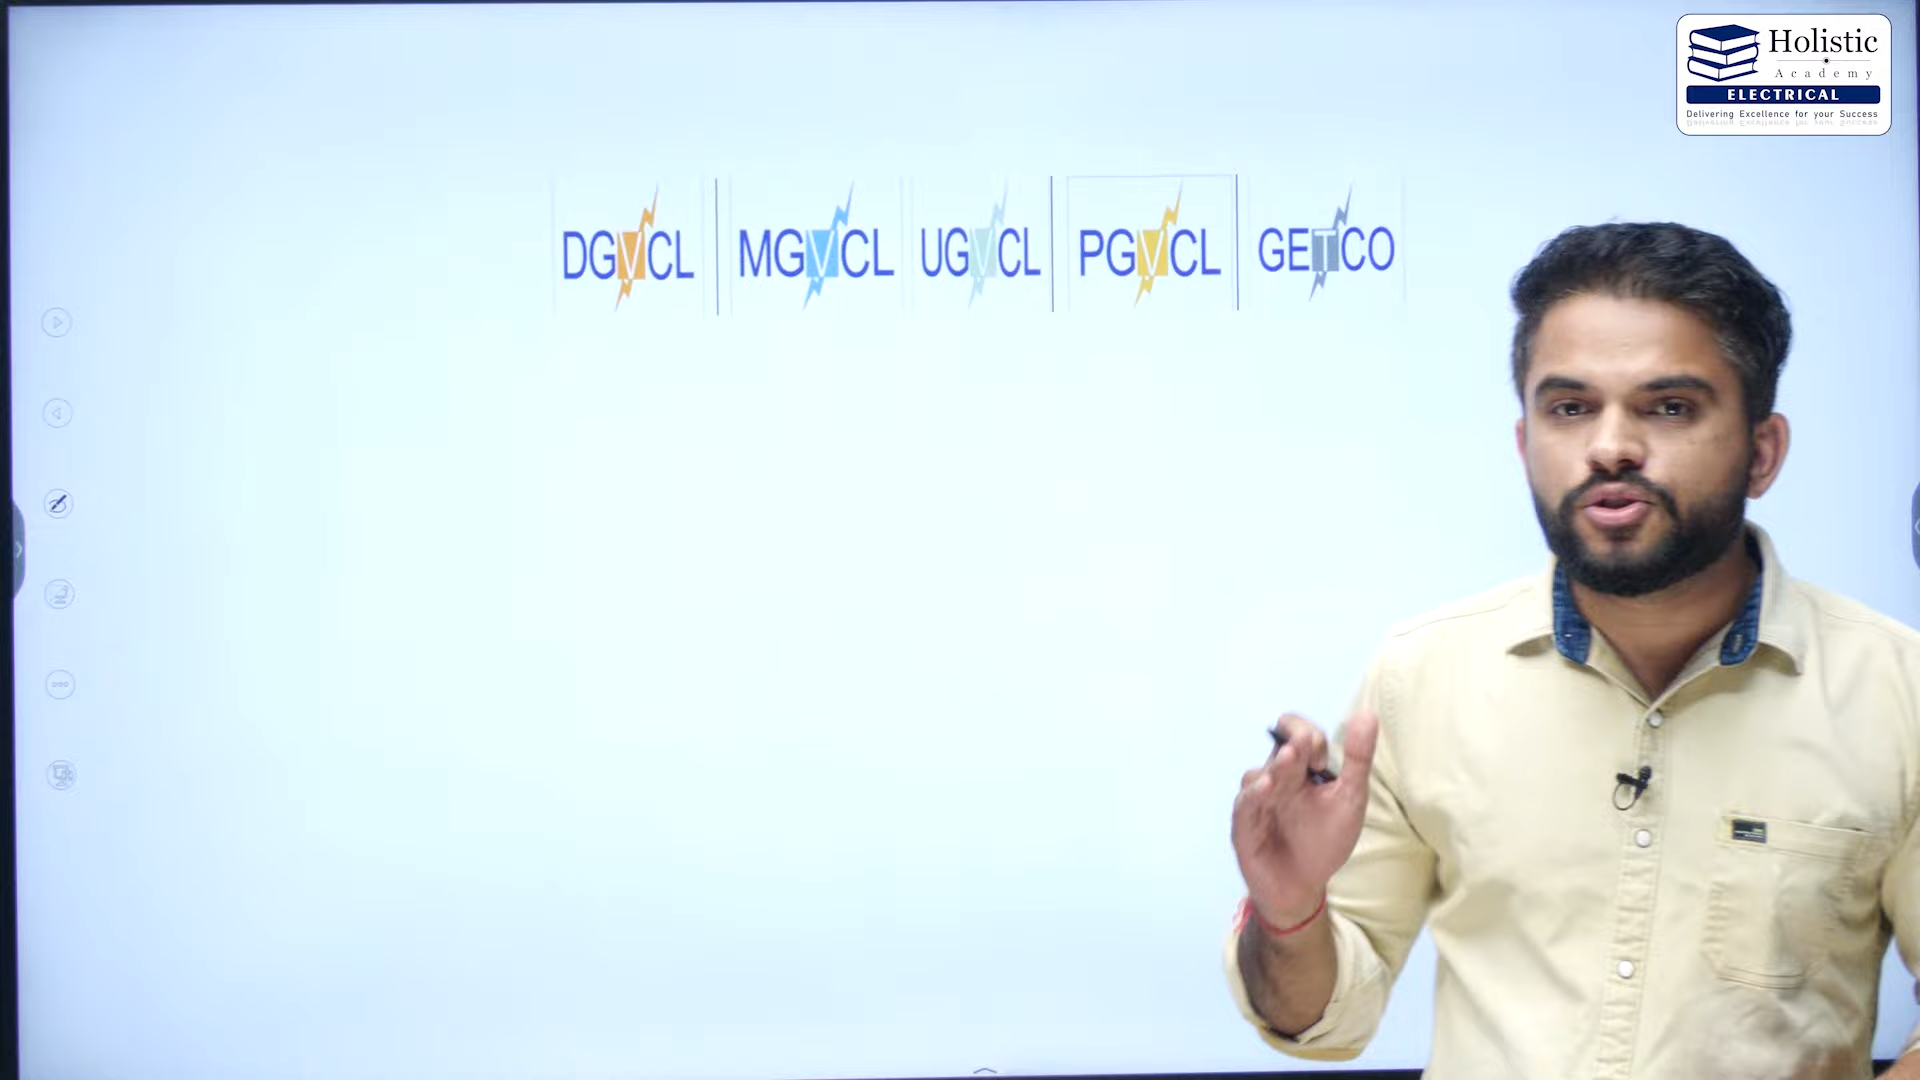 Holistic
Academy
ELECTRICAL
Delivering Excellence for your Success
DGVCL MGVCL UGVCL PGVCL GETCO